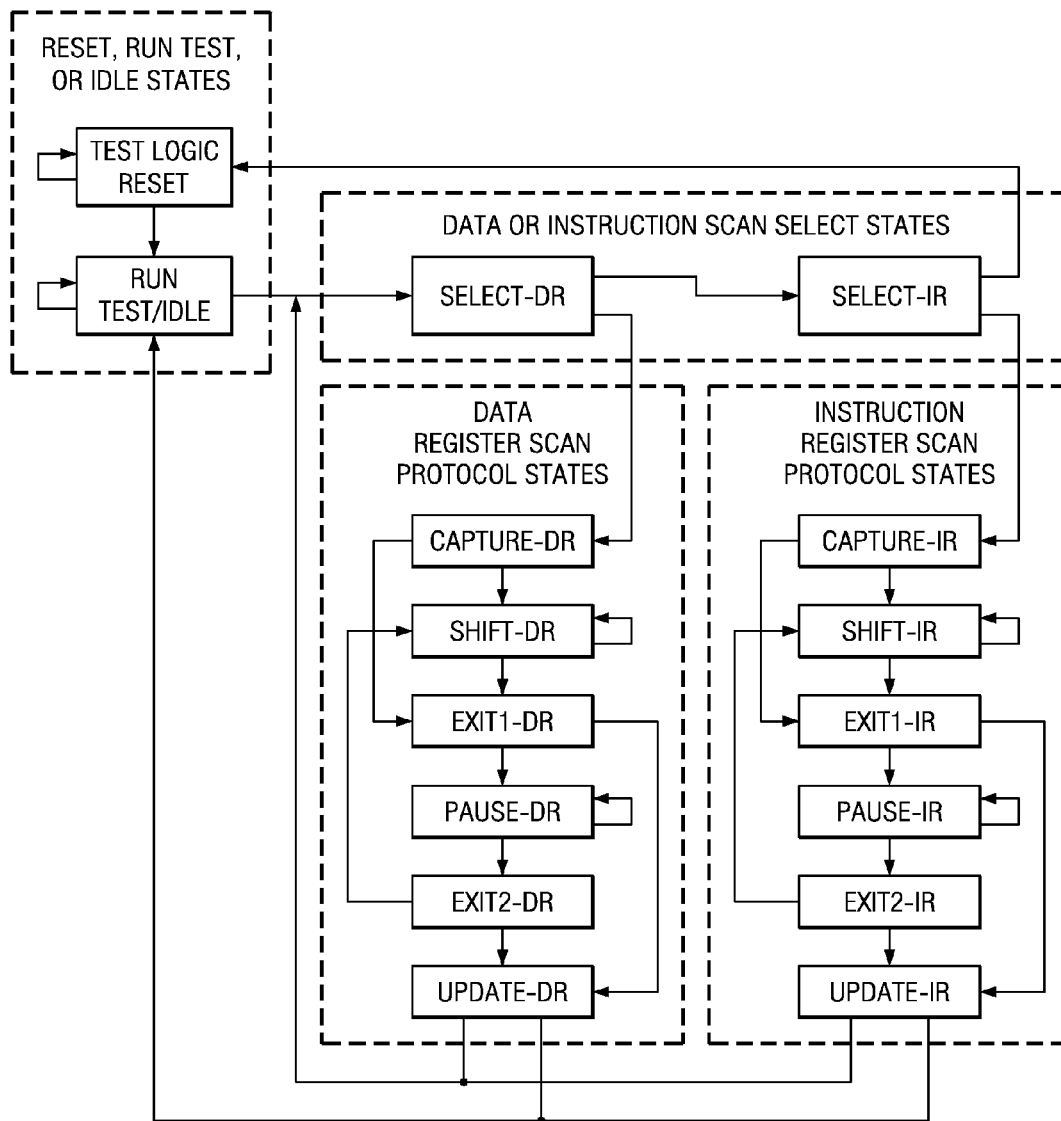 RESET, RUN TEST,
OR IDLE STATES
TEST LOGIC
RESET
RUN
TEST/IDLE
DATA OR INSTRUCTION SCAN SELECT STATES
SELECT-DR
SELECT-IR
DATA
REGISTER SCAN
PROTOCOL STATES
CAPTURE-DR
SHIFT-DR
EXIT1-DR
PAUSE-DR
EXIT2-DR
UPDATE-DR
INSTRUCTION
REGISTER SCAN
PROTOCOL STATES
CAPTURE-IR
SHIFT-IR
EXIT1-IR
PAUSE-IR
EXIT2-IR
UPDATE-IR